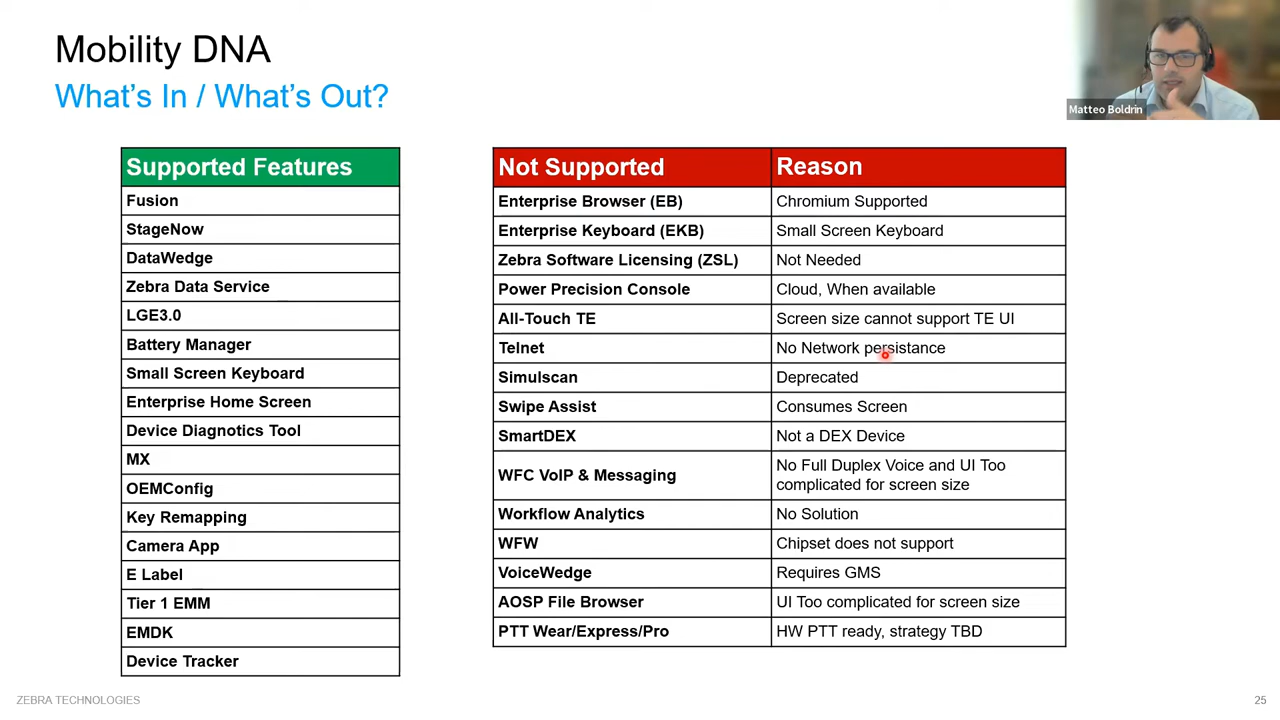 Mobility DNA
What's In / What's Out?
Matteo Boldrin
Supported Features
Fusion
StageNow
DataWedge
Zebra Data Service
LGE3.0
Battery Manager
Small Screen Keyboard
Enterprise Home Screen
Device Diagnostics Tool
MX
OEMConfig
Key Remapping
Camera App
E Label
Tier 1 EMM
EMDK
Device Tracker
Not Supported Reason
Enterprise Browser (EB) Chromium Supported
Enterprise Keyboard (EKB) Small Screen Keyboard
Zebra Software Licensing (ZSL) Not Needed
Power Precision Console Cloud, When available
All-Touch TE Screen size cannot support TE UI
Telnet No Network persistance
Simulscan Deprecated
Swipe Assist Consumes Screen
SmartDEX Not a DEX Device
WFC VoIP & Messaging No Full Duplex Voice and UI Too
complicated for screen size
Workflow Analytics No Solution
WFW Chipset does not support
VoiceWedge Requires GMS
AOSP File Browser UI Too complicated for screen size
PTT Wear/Express/Pro HW PTT ready, strategy TBD
ZEBRA TECHNOLOGIES
25